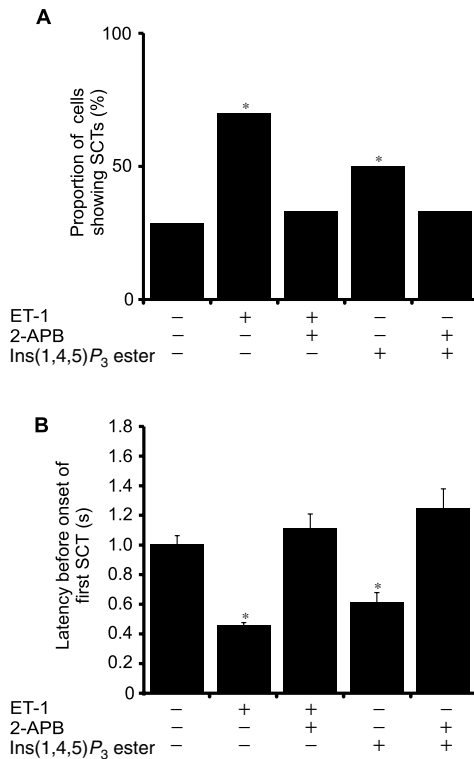 A
Proportion of cells
showing SCTs (%)
100
50
0
*
*
ET-1 − + + − −
2-APB − − + − +
Ins(1,4,5)P3 ester − − − + +
B
Latency before onset of
first SCT (s)
1.8
1.6
1.4
1.2
1.0
0.8
0.6
0.4
0.2
0
*
*
ET-1 − + + − −
2-APB − − + − +
Ins(1,4,5)P3 ester − − − + +